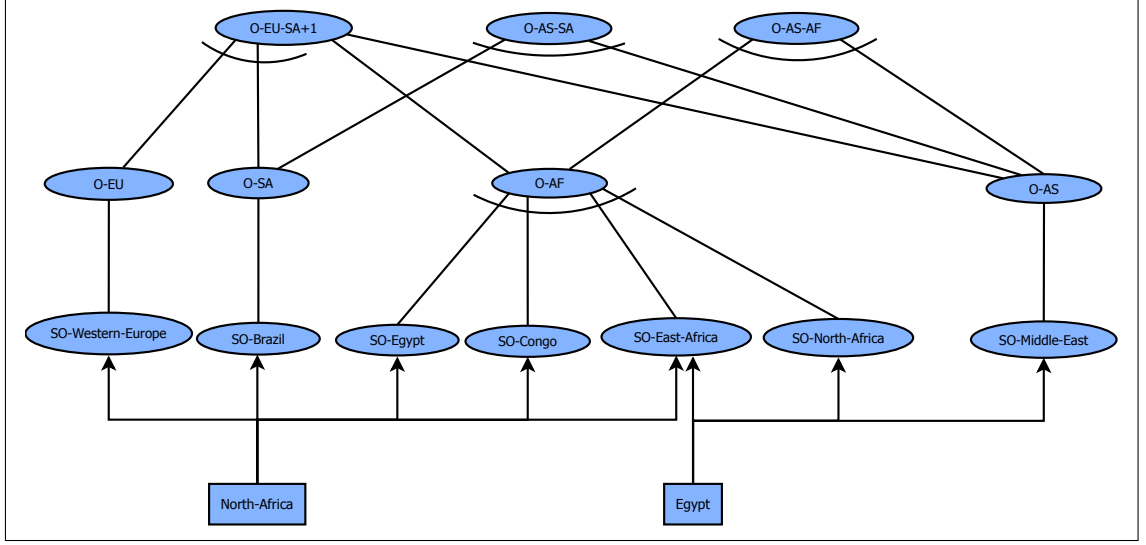 O-EU-SA+1
O-AS-SA
O-AS-AF
O-EU
O-SA
O-AF
O-AS
SO-Western-Europe
SO-Brazil
SO-Egypt
SO-Congo
SO-East-Africa
SO-North-Africa
SO-Middle-East
North-Africa
Egypt